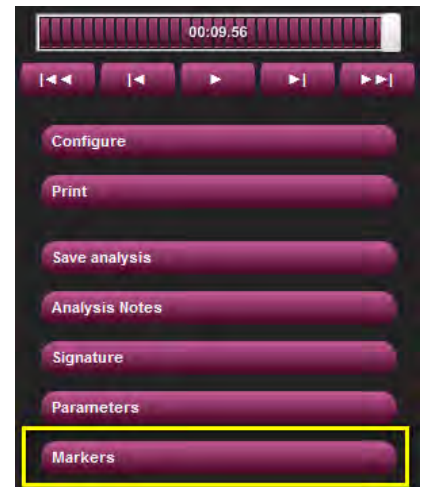 00:09.56
Configure
Print
Save analysis
Analysis Notes
Signature
Parameters
Markers